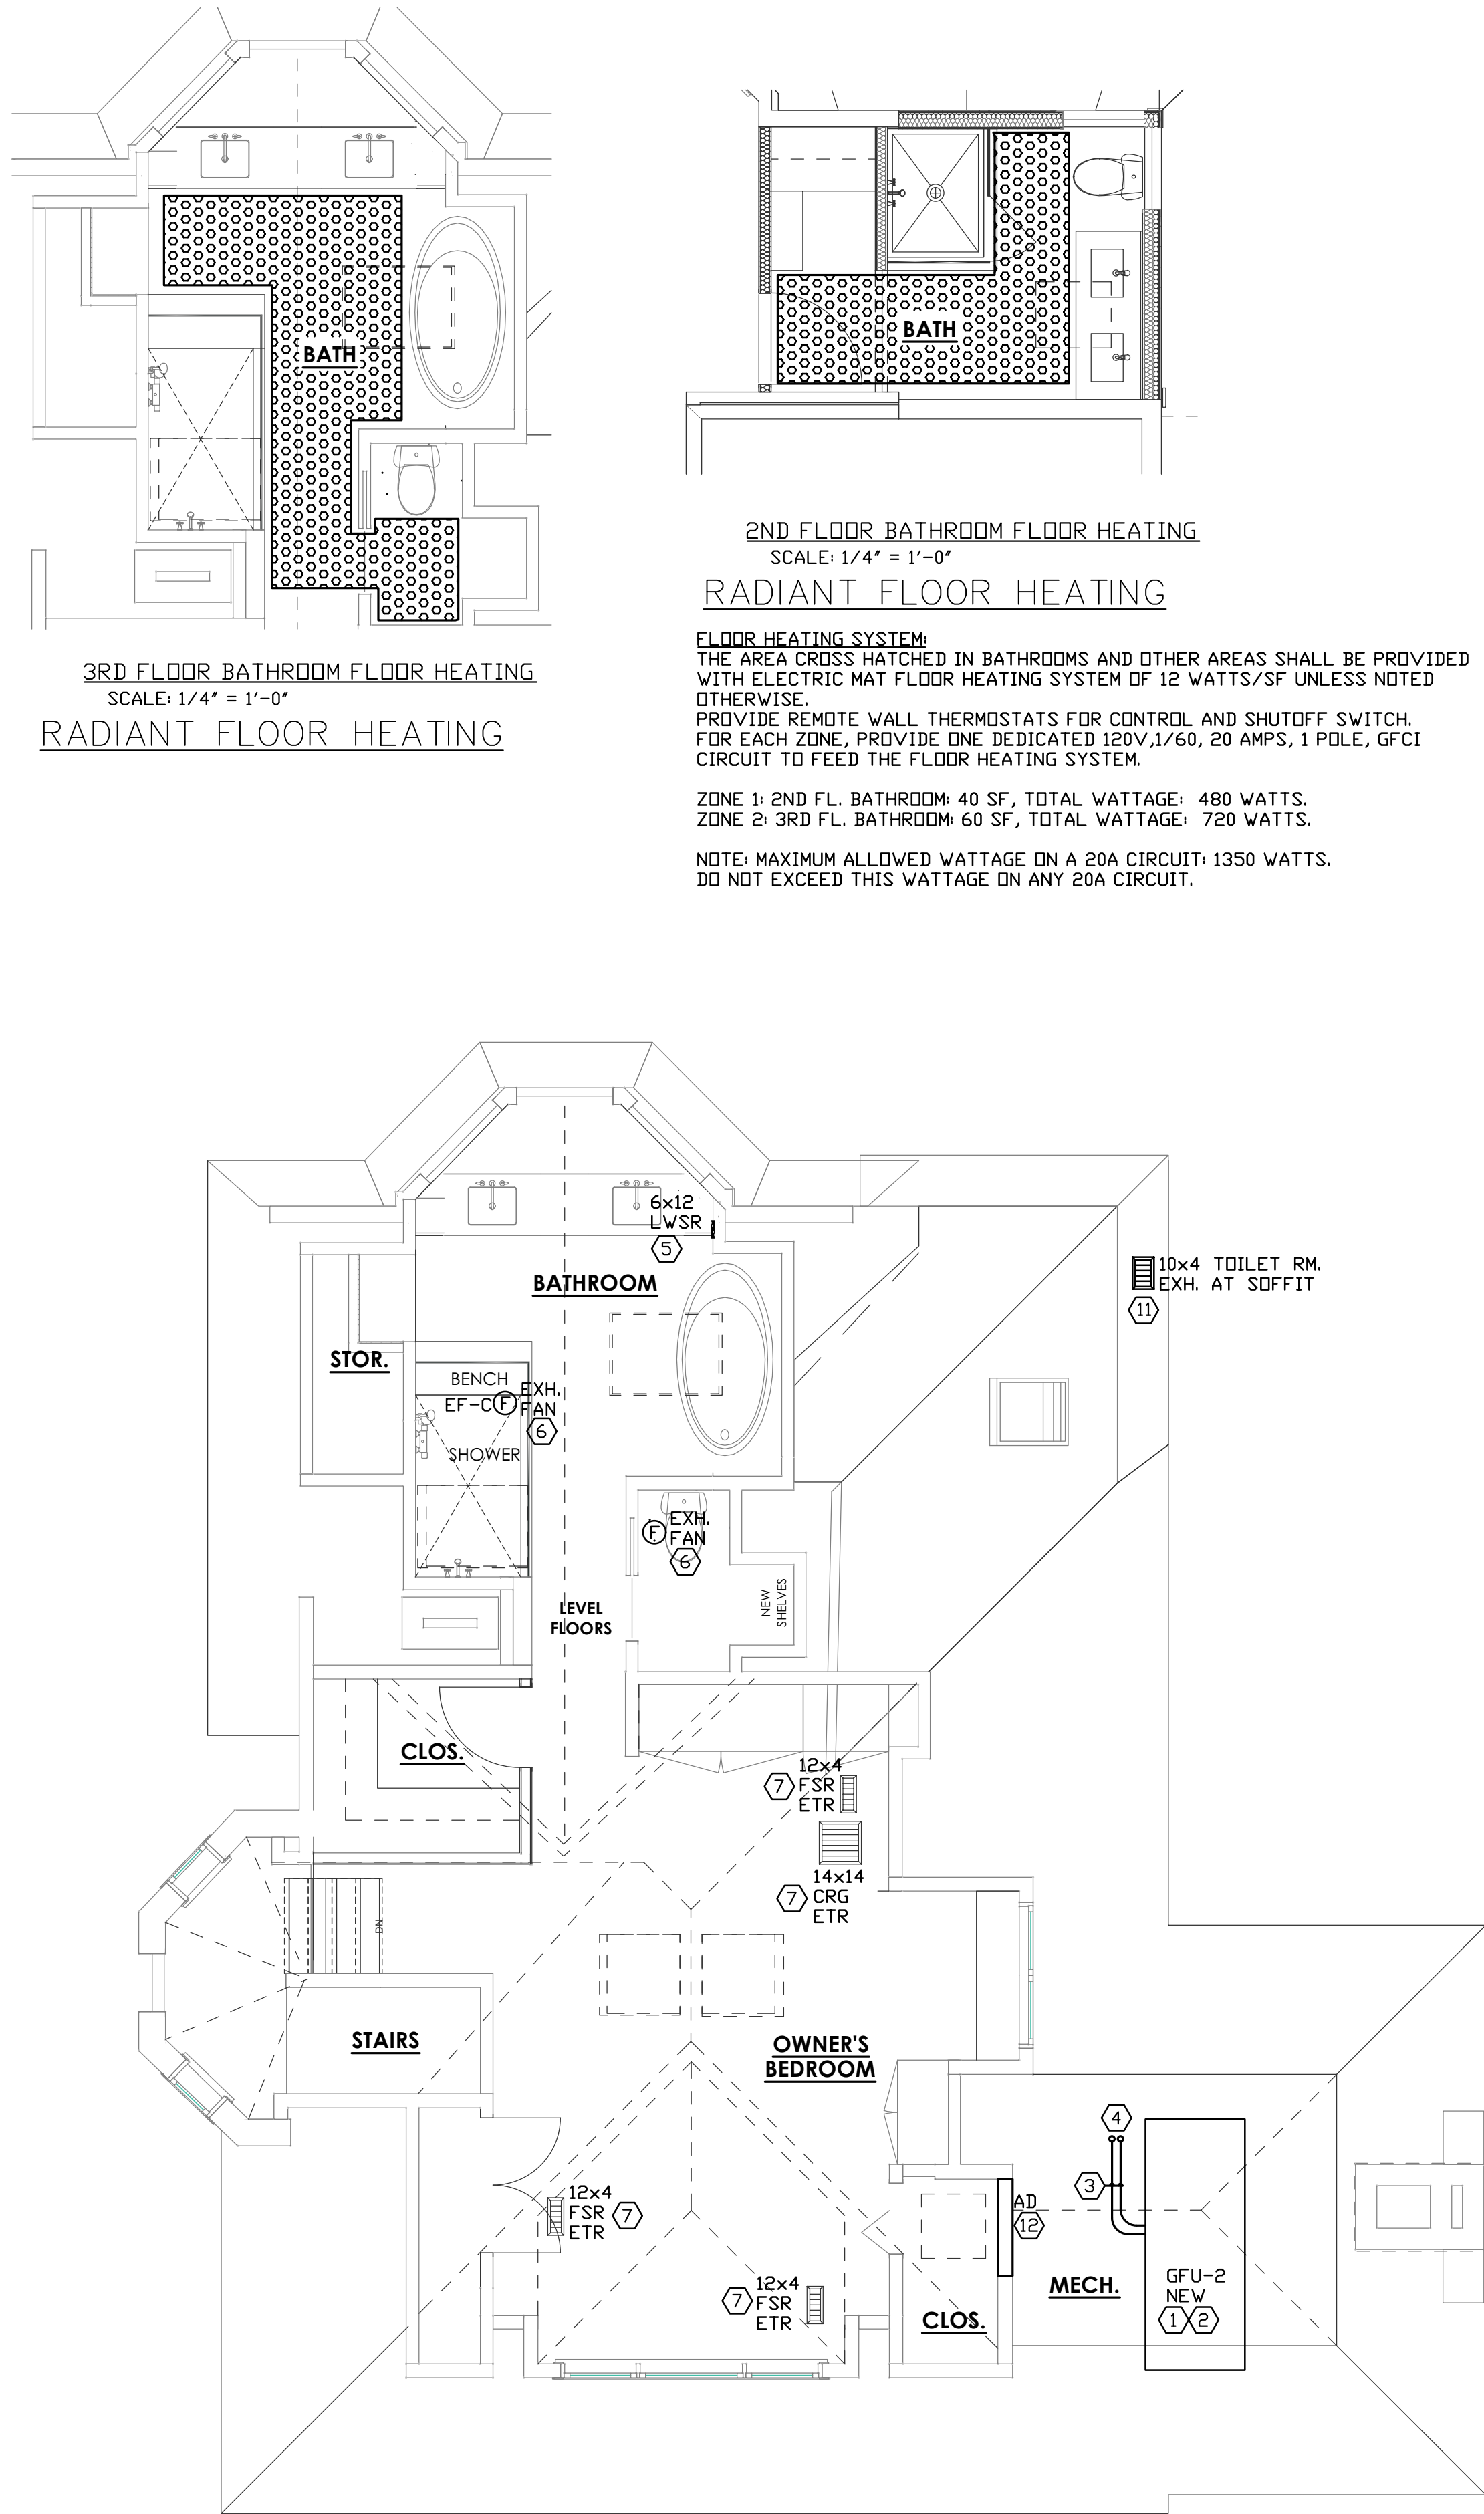 BATH
3RD FLOOR BATHROOM FLOOR HEATING
SCALE: 1/4" = 1'-0"
RADIANT FLOOR HEATING
BATH
2ND FLOOR BATHROOM FLOOR HEATING
SCALE: 1/4" = 1'-0"
RADIANT FLOOR HEATING
FLOOR HEATING SYSTEM:
THE AREA CROSS HATCHED IN BATHROOMS AND OTHER AREAS SHALL BE PROVIDED
WITH ELECTRIC MAT FLOOR HEATING SYSTEM OF 12 WATTS/SF UNLESS NOTED
OTHERWISE.
PROVIDE REMOTE WALL THERMOSTATS FOR CONTROL AND SHUTOFF SWITCH.
FOR EACH ZONE, PROVIDE ONE DEDICATED 120V,1/60, 20 AMPS, 1 POLE, GFCI
CIRCUIT TO FEED THE FLOOR HEATING SYSTEM.
ZONE 1: 2ND FL. BATHROOM: 40 SF, TOTAL WATTAGE: 480 WATTS.
ZONE 2: 3RD FL. BATHROOM: 60 SF, TOTAL WATTAGE: 720 WATTS.
NOTE: MAXIMUM ALLOWED WATTAGE ON A 20A CIRCUIT: 1350 WATTS.
DO NOT EXCEED THIS WATTAGE ON ANY 20A CIRCUIT.
6x12
LWSR
5
BATHROOM
10x4 TOILET RM.
EXH. AT SOFFIT
11
STOR.
BENCH
EF-C F EXH.
FAN
6
SHOWER
F EXH.
FAN
6
NEW
SHELVES
LEVEL
FLOORS
CLOS.
12x4
7 FSR
ETR
14x14
7 CRG
ETR
DN
STAIRS
OWNER'S
BEDROOM
4
3
12x4
FSR 7
ETR
AD
12
MECH.
GFU-2
NEW
1 2
12x4
7 FSR
ETR
CLOS.